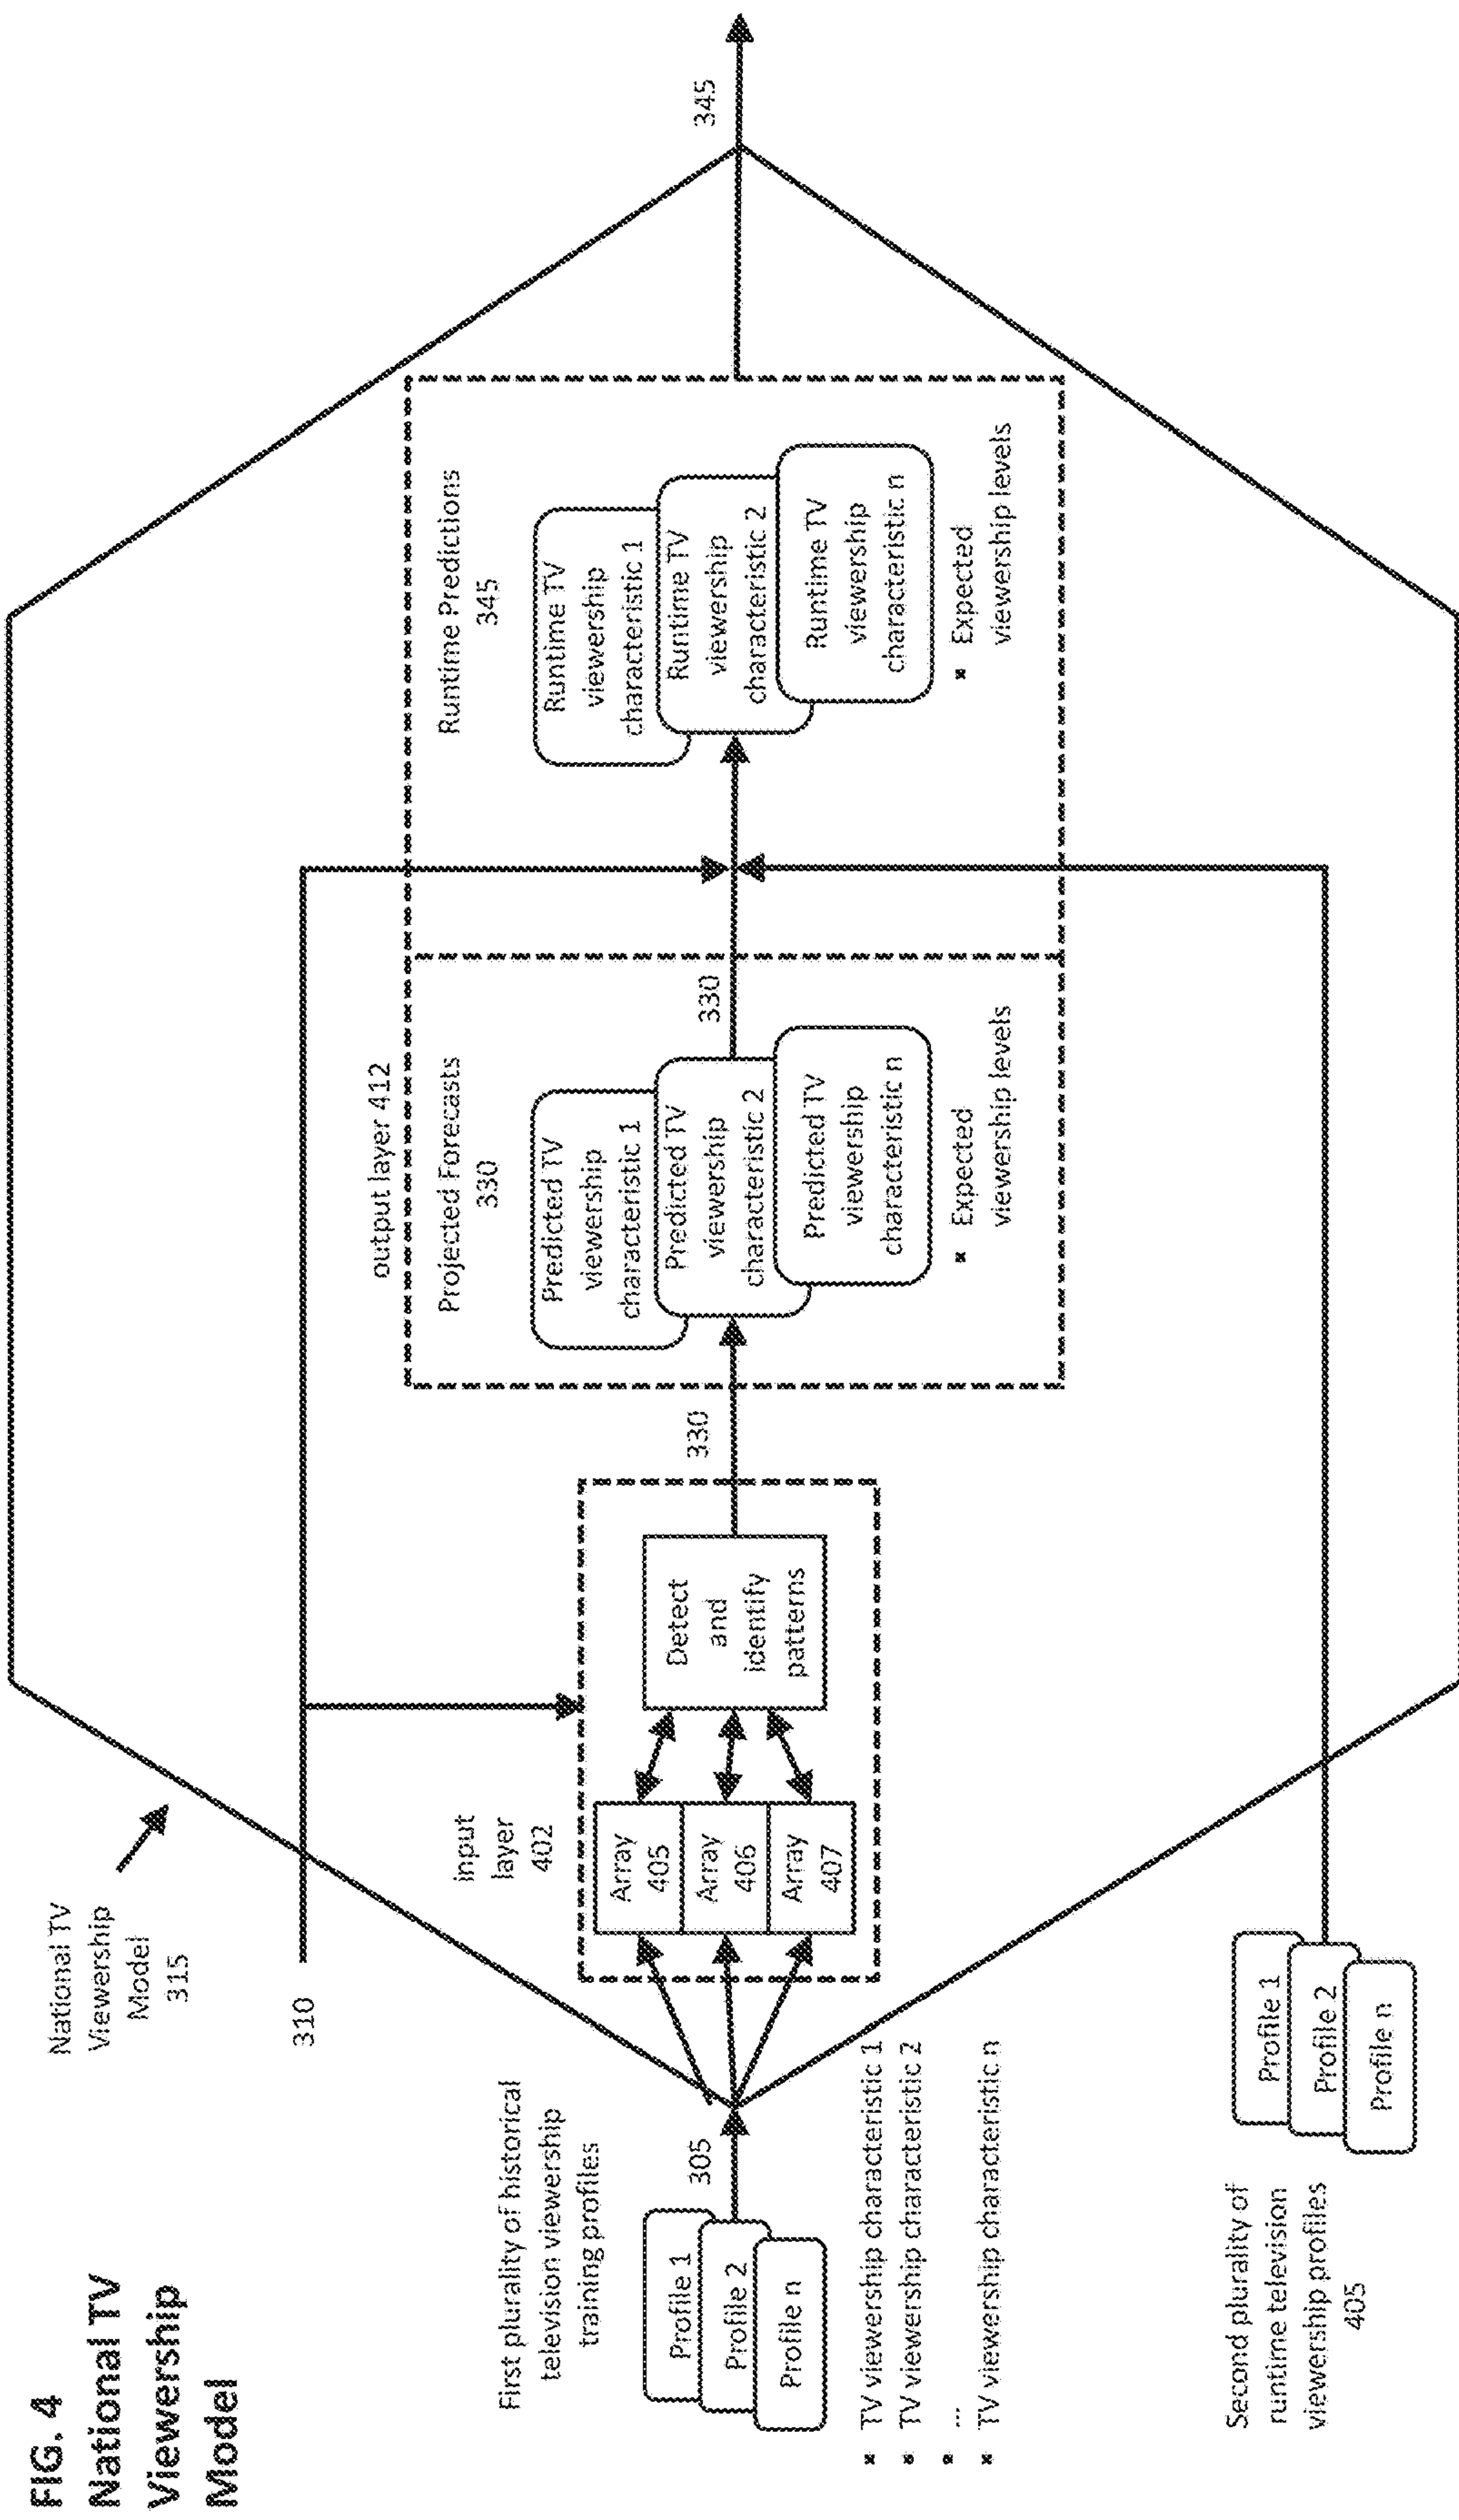 FIG. 4
National TV
Viewership
Model
National TV
Viewership
Model
315
310
First plurality of historical
television viewership
training profiles
Profile 1
Profile 2
Profile n
305
TV viewership characteristic 1
TV viewership characteristic 2
...
TV viewership characteristic n
Second plurality of
runtime television
viewership profiles
405
Profile 1
Profile 2
Profile n
input
layer
402
Array
405
Array
406
Array
407
Detect
and
identify
patterns
330
output layer 412
Projected Forecasts
330
Predicted TV
viewership
characteristic 1
Predicted TV
viewership
characteristic 2
Predicted TV
viewership
characteristic n
Expected
viewership levels
330
Runtime Predictions
345
Runtime TV
viewership
characteristic 1
Runtime TV
viewership
characteristic 2
Runtime TV
viewership
characteristic n
Expected
viewership levels
345